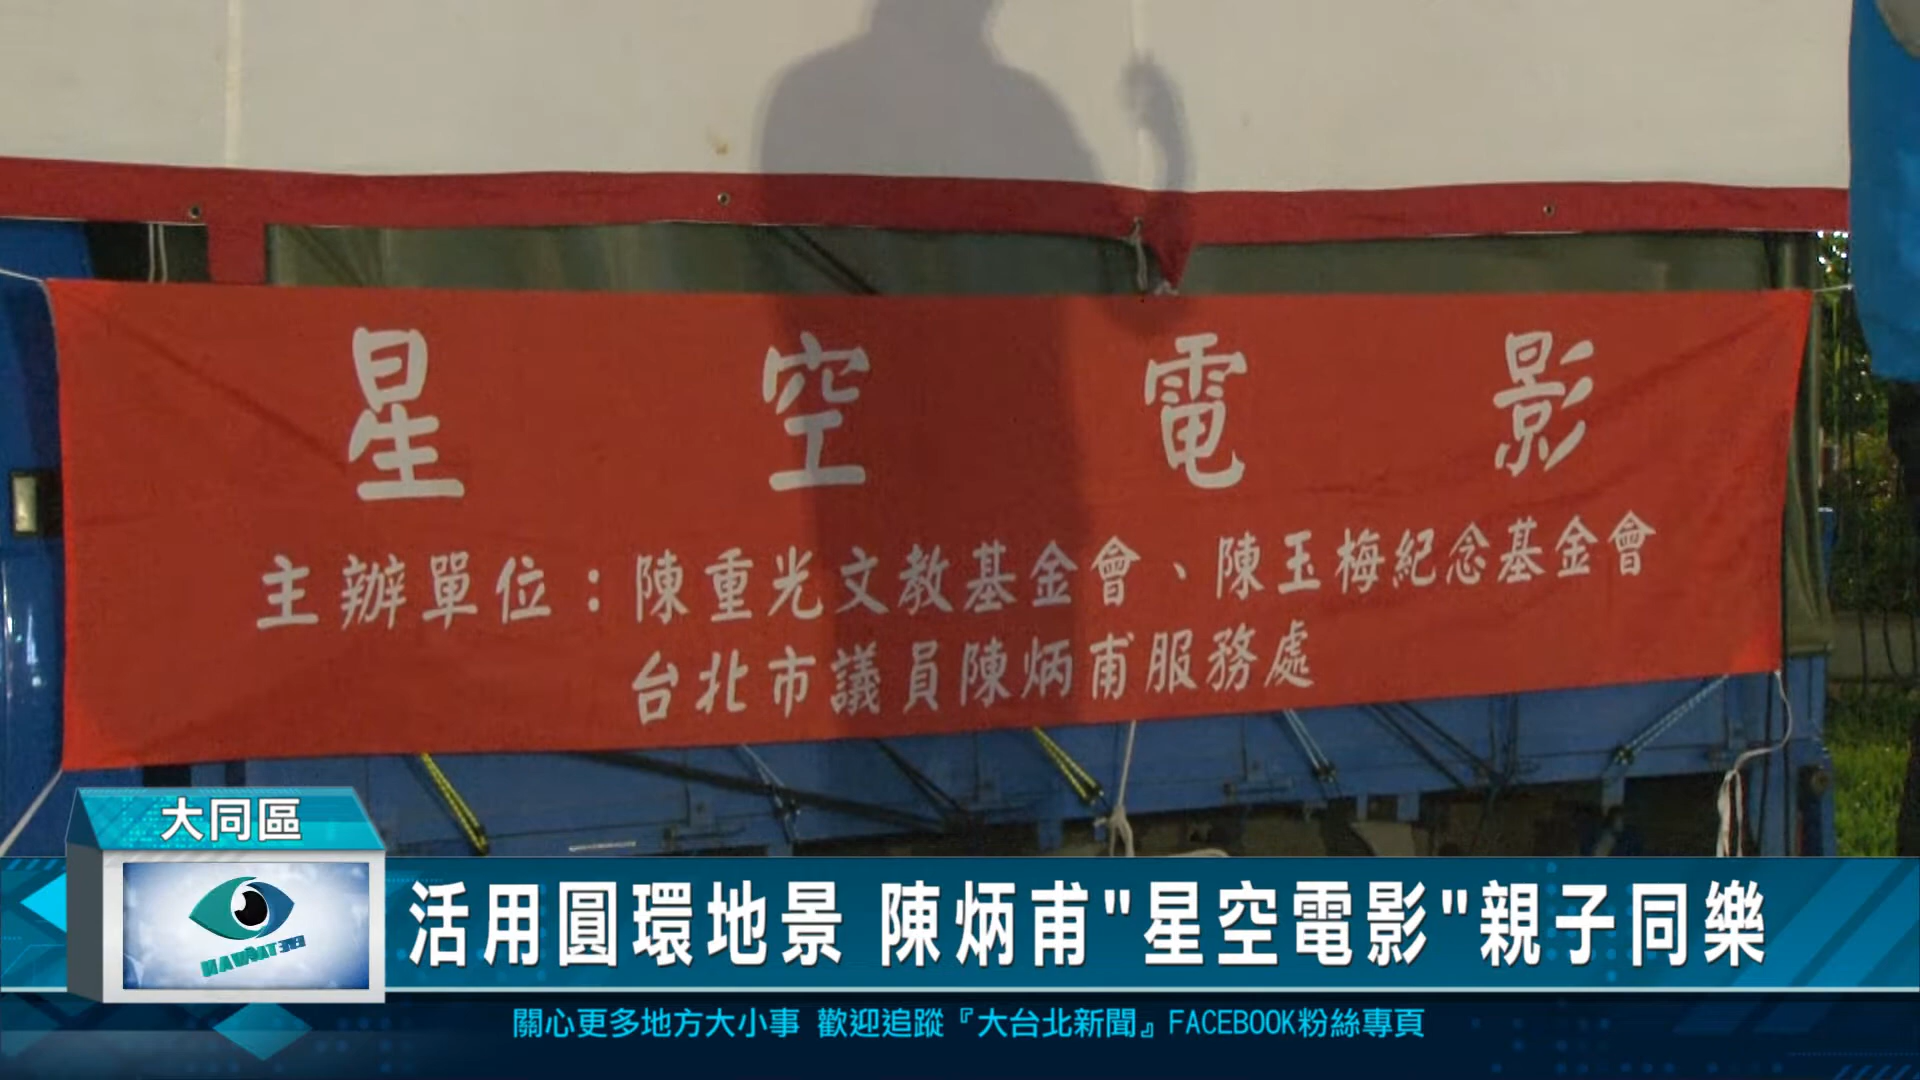 星空電影
主辦單位：陳重光文教基金會、陳玉梅紀念基金會
台北市議員陳炳甫服務處
大同區
活用圓環地景 陳炳甫"星空電影"親子同樂
關心更多地方大小事 歡迎追蹤『大台北新聞』FACEBOOK粉絲專頁